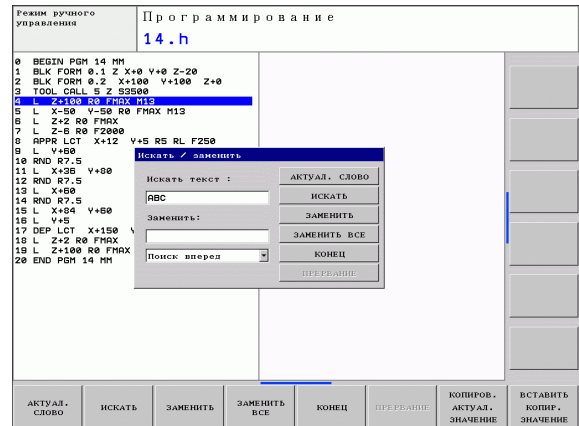 Режим ручного
управления
Программирование
14.h
0 BEGIN PGM 14 MM
1 BLK FORM 0.1 Z X+0 Y+0 Z-20
2 BLK FORM 0.2 X+100 Y+100 Z+0
3 TOOL CALL 5 Z S3500
4 L Z+100 R0 FMAX M13
5 L X-50 Y-50 R0 FMAX M13
6 L Z+2 R0 FMAX
7 L Z-6 R0 F2000
8 APPR LCT X+12 Y+5 R5 RL F250
9 L Y+60
10 RND R7.5
11 L X+36 Y+80
12 RND R7.5
13 L X+60
14 RND R7.5
15 L X+84 Y+60
16 L Y+5
17 DEP LCT X+150
18 L Z+2 R0 FMAX
19 L Z+100 R0 FMAX
20 END PGM 14 MM
Искать / заменить
Искать текст :
ABC
Заменить:
Поиск вперед
АКТУАЛ. СЛОВО
ИСКАТЬ
ЗАМЕНИТЬ
ЗАМЕНИТЬ ВСЕ
КОНЕЦ
ПРЕРВАНИЕ
АКТУАЛ.
СЛОВО
ИСКАТЬ
ЗАМЕНИТЬ
ЗАМЕНИТЬ
ВСЕ
КОНЕЦ
ПРЕРВАНИЕ
КОПИРОВ.
АКТУАЛ.
ЗНАЧЕНИЕ
ВСТАВИТЬ
КОПИР.
ЗНАЧЕНИЕ